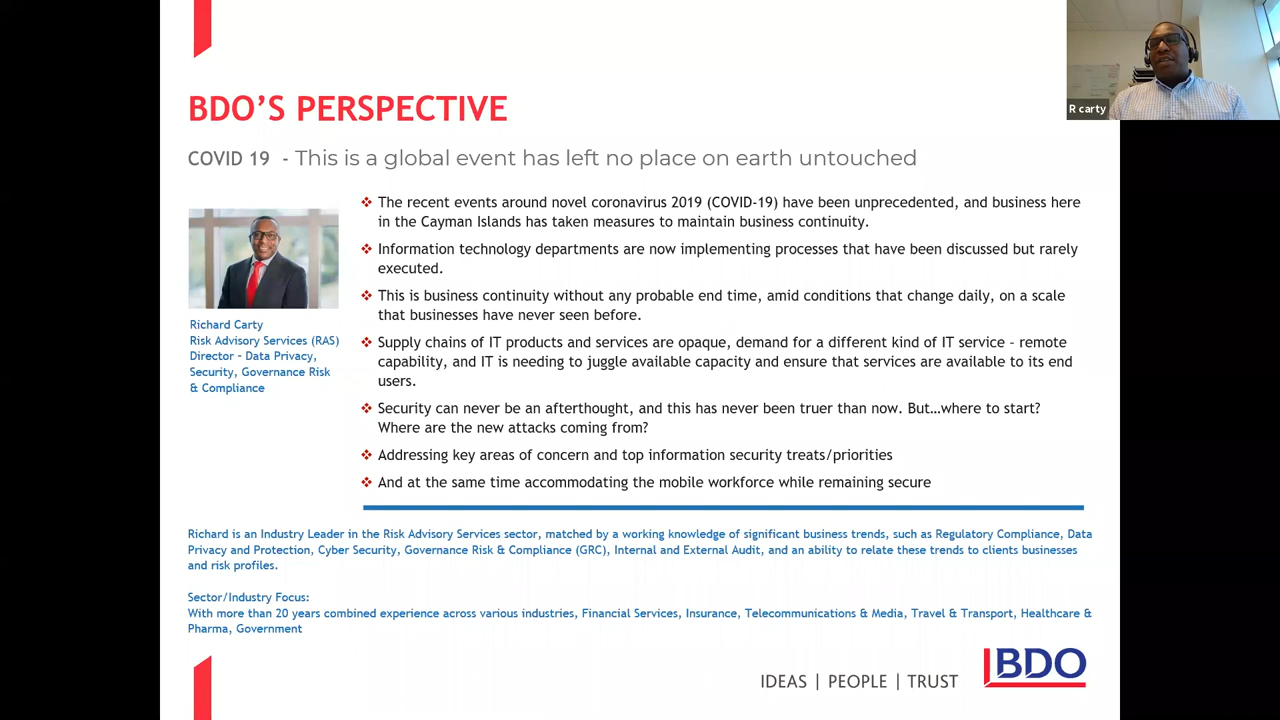 R carty
BDO'S PERSPECTIVE
COVID 19 - This is a global event has left no place on earth untouched
The recent events around novel coronavirus 2019 (COVID-19) have been unprecedented, and business here
in the Cayman Islands has taken measures to maintain business continuity.
Information technology departments are now implementing processes that have been discussed but rarely
executed.
This is business continuity without any probable end time, amid conditions that change daily, on a scale
that businesses have never seen before.
Supply chains of IT products and services are opaque, demand for a different kind of IT service – remote
capability, and IT is needing to juggle available capacity and ensure that services are available to its end
users.
Security can never be an afterthought, and this has never been truer than now. But…where to start?
Where are the new attacks coming from?
Addressing key areas of concern and top information security treats/priorities
And at the same time accommodating the mobile workforce while remaining secure
Richard Carty
Risk Advisory Services (RAS)
Director – Data Privacy,
Security, Governance Risk
& Compliance
Richard is an Industry Leader in the Risk Advisory Services sector, matched by a working knowledge of significant business trends, such as Regulatory Compliance, Data
Privacy and Protection, Cyber Security, Governance Risk & Compliance (GRC), Internal and External Audit, and an ability to relate these trends to clients businesses
and risk profiles.
Sector/Industry Focus:
With more than 20 years combined experience across various industries, Financial Services, Insurance, Telecommunications & Media, Travel & Transport, Healthcare &
Pharma, Government
IDEAS | PEOPLE | TRUST
BDO